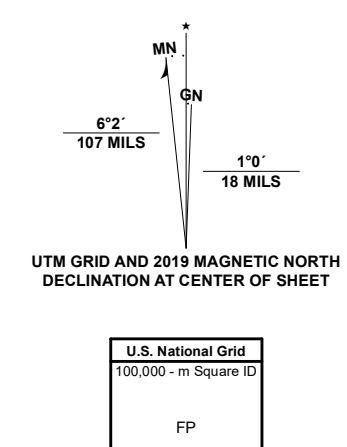 ★
MN
GN
6°2´
107 MILS
1°0´
18 MILS
UTM GRID AND 2019 MAGNETIC NORTH
DECLINATION AT CENTER OF SHEET
U.S. National Grid
100,000 - m Square ID
FP